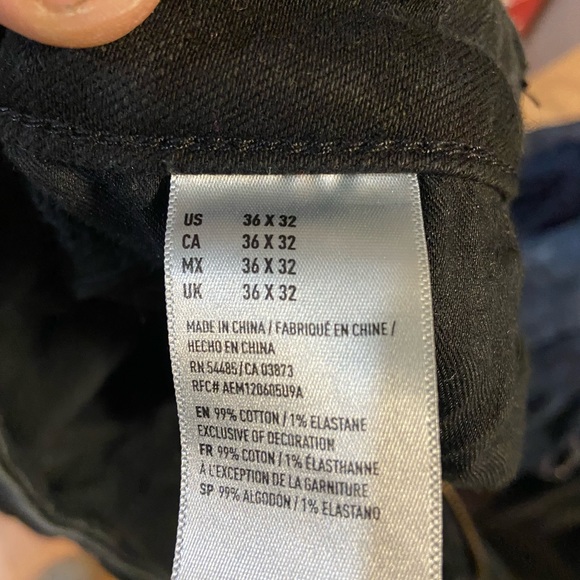 US 36 X 32
CA 36 X 32
MX 36 X 32
UK 36 X 32
MADE IN CHINA / FABRIQUÉ EN CHINE /
HECHO EN CHINA
RN 54485/CA 03873
RFC# AEM120605U9A
EN 99% COTTON / 1% ELASTANE
EXCLUSIVE OF DECORATION
FR 99% COTON / 1% ÉLASTHANNE
À L'EXCEPTION DE LA GARNITURE
SP 99% ALGODÓN / 1% ELASTANO